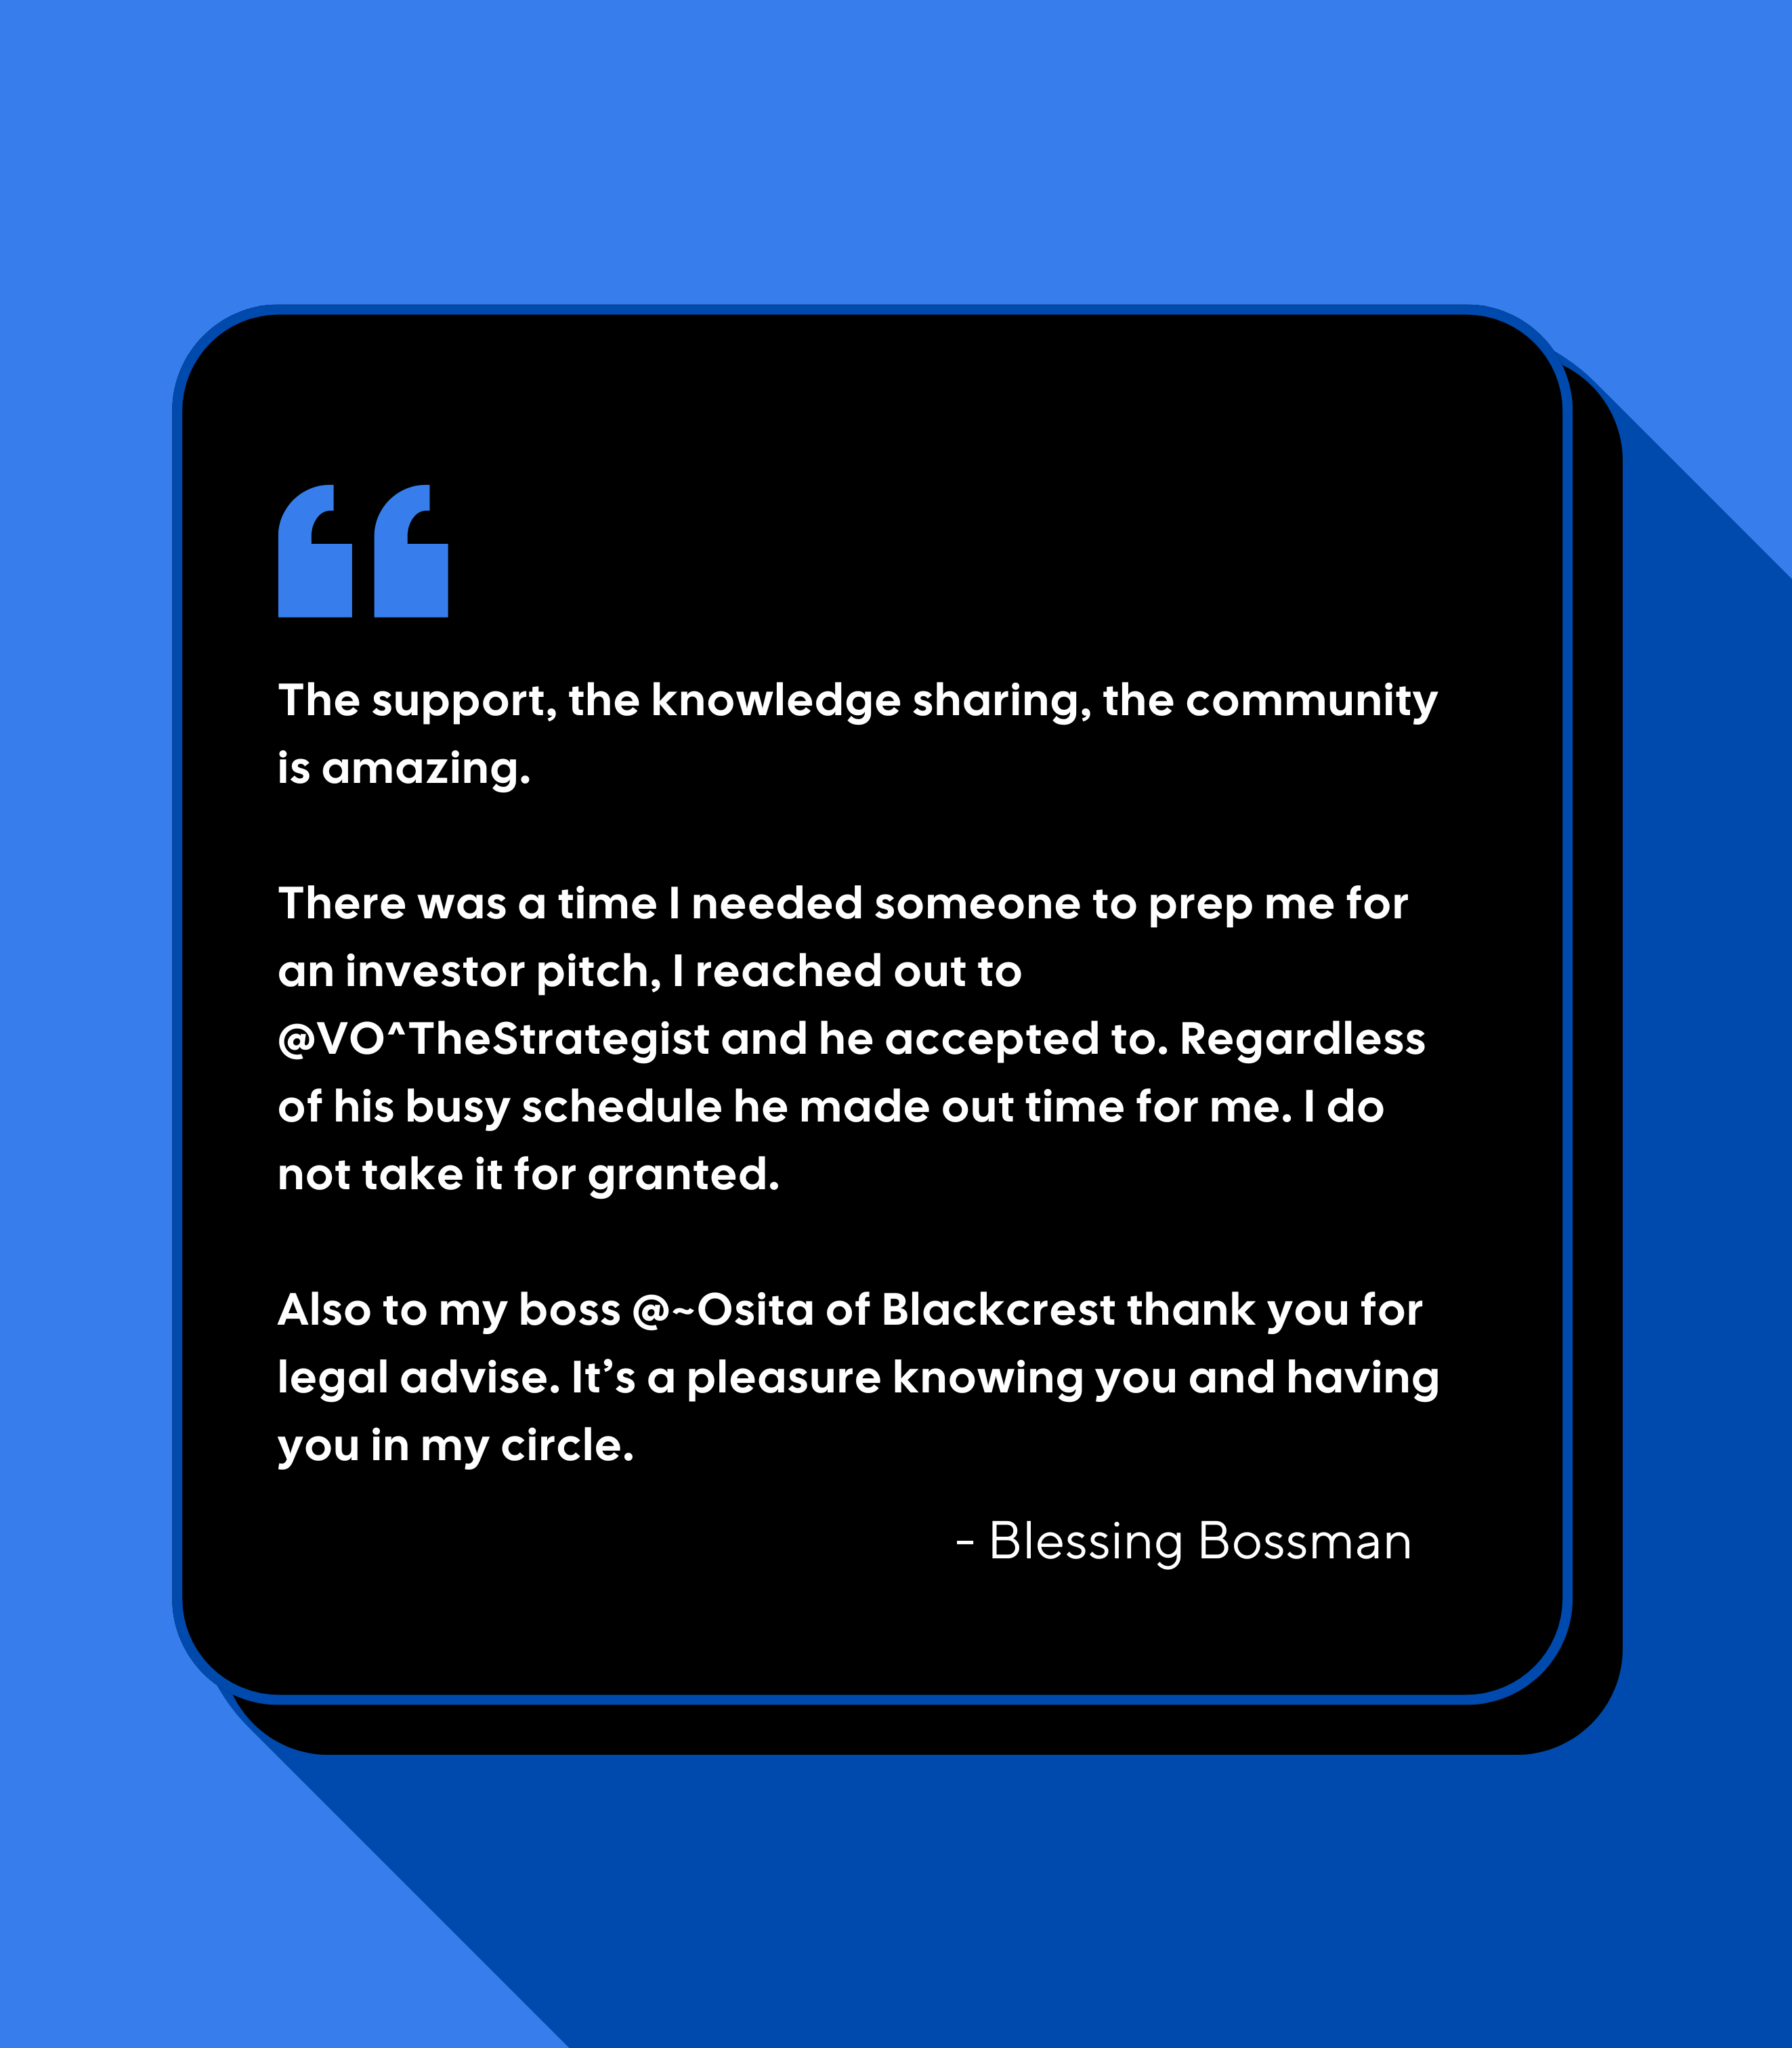 The support, the knowledge sharing, the community
is amazing.
There was a time I needed someone to prep me for
an investor pitch, I reached out to
@VO^TheStrategist and he accepted to. Regardless
of his busy schedule he made out time for me. I do
not take it for granted.
Also to my boss @~Osita of Blackcrest thank you for
legal advise. It’s a pleasure knowing you and having
you in my circle.
- Blessing Bossman